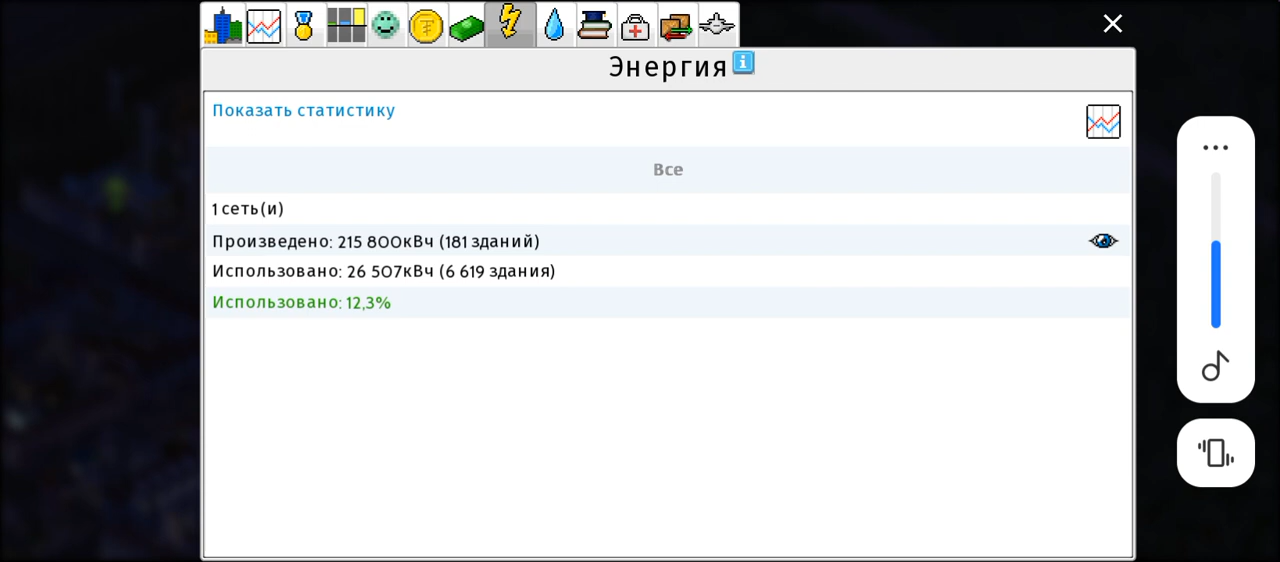 Энергия
Показать статистику
Все
1 сеть(и)
Произведено: 215 800кВч (181 зданий)
Использовано: 26 507кВч (6 619 здания)
Использовано: 12,3%